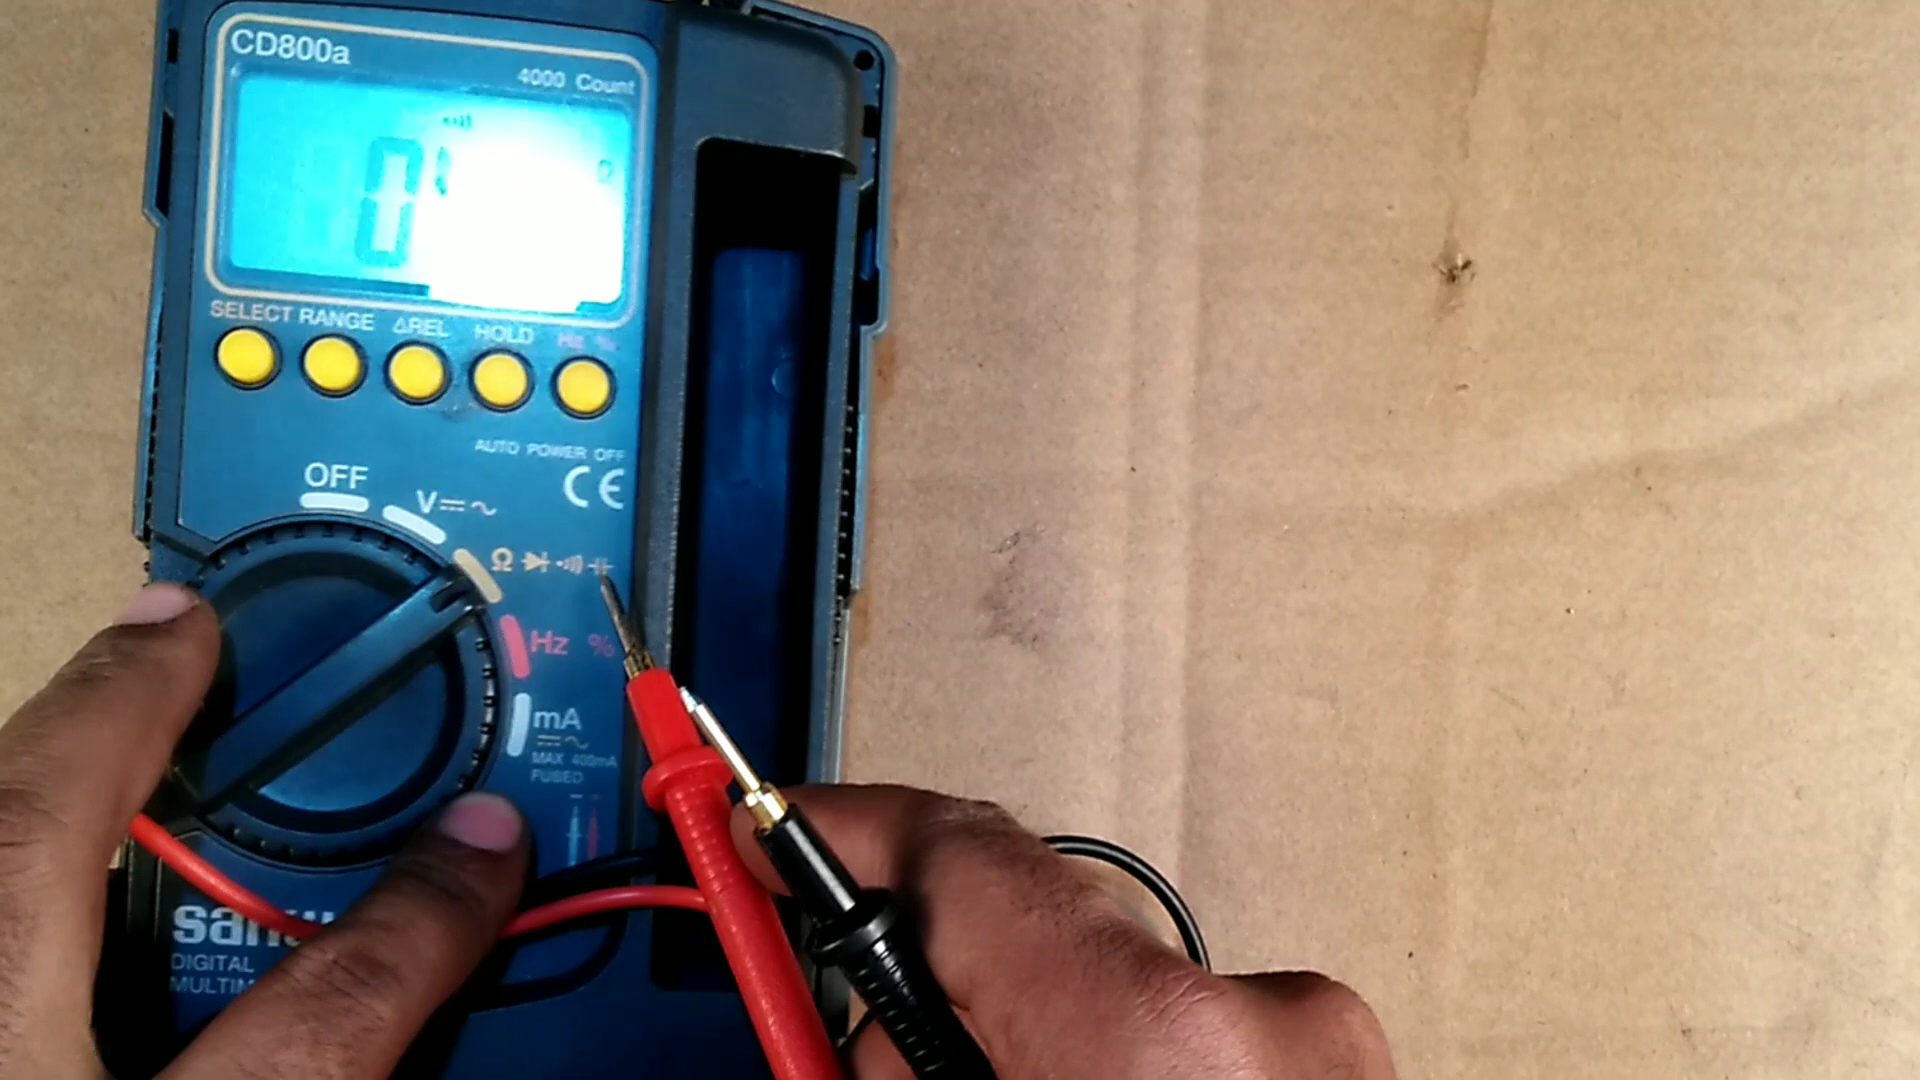 CD800a
4000 Count
SELECT RANGE ΔREL HOLD Hz %
AUTO POWER OFF
CE
OFF
V
Ω
Hz %
mA
MAX 400mA
FUSED
DIGITAL